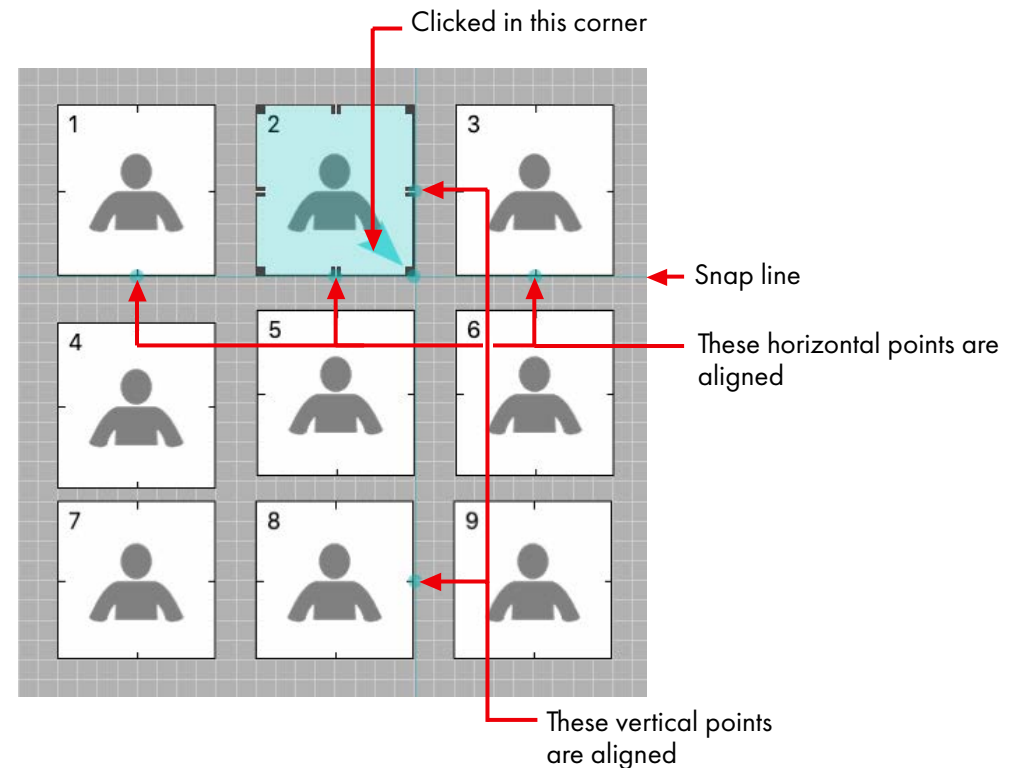 Clicked in this corner
1
2
3
Snap line
4
5
6
These horizontal points are
aligned
7
8
9
These vertical points
are aligned